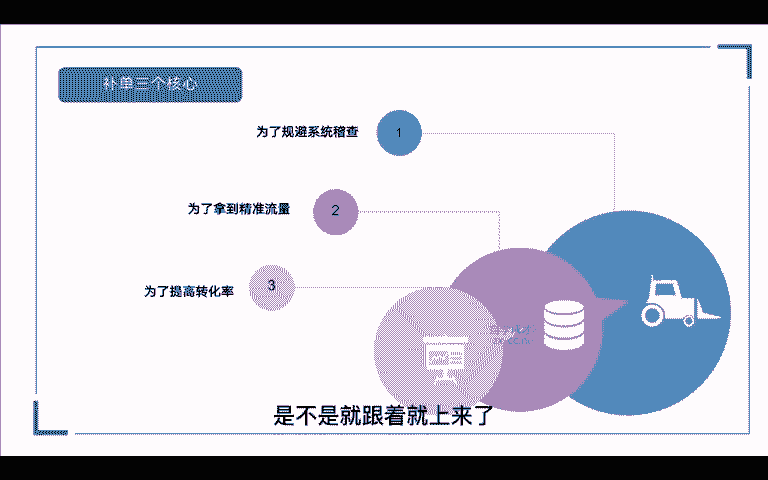 补单三个核心
为了规避系统稽查
1
为了拿到精准流量
2
为了提高转化率
3
是不是就跟着就上来了